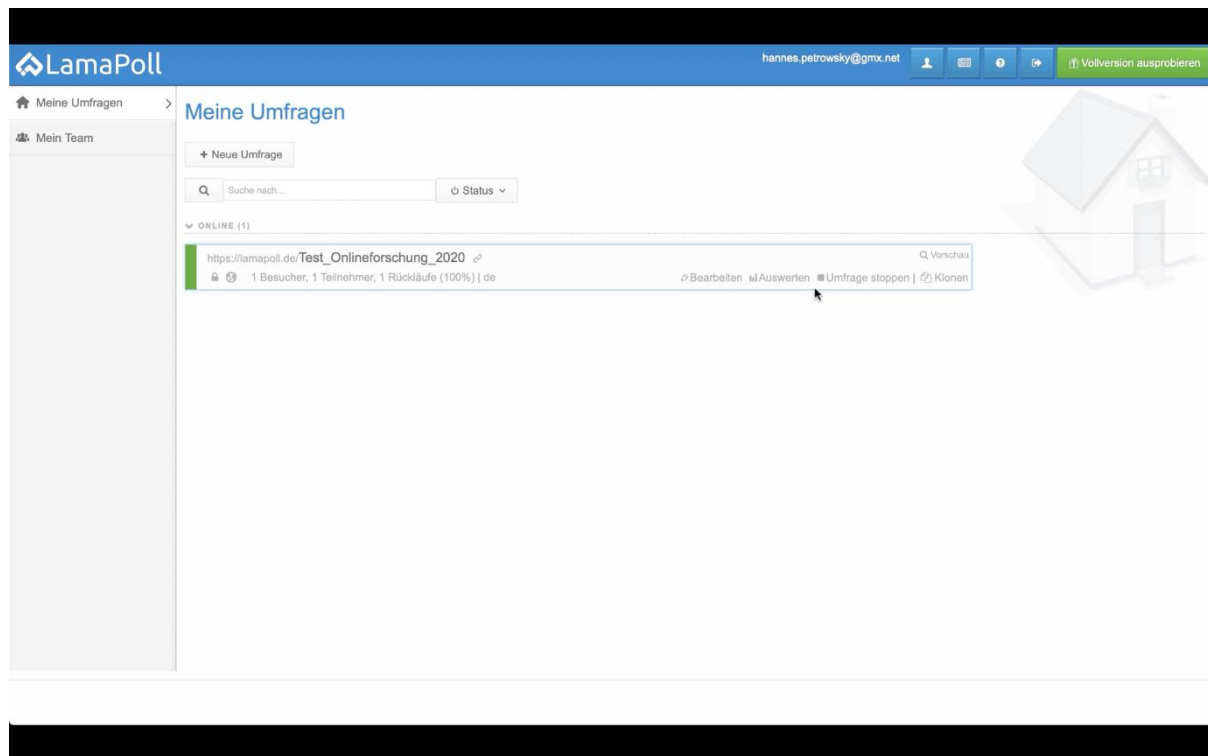 LamaPoll
hannes.petrowsky@gmx.net
Vollversion ausprobieren
Meine Umfragen
Mein Team
Meine Umfragen
+ Neue Umfrage
Suche nach...
Status
ONLINE (1)
https://lamapoll.de/Test_Onlineforschung_2020
Vorschau
1 Besucher, 1 Teilnehmer, 1 Rückläufe (100%) | de
Bearbeiten Auswerten Umfrage stoppen | Klonen